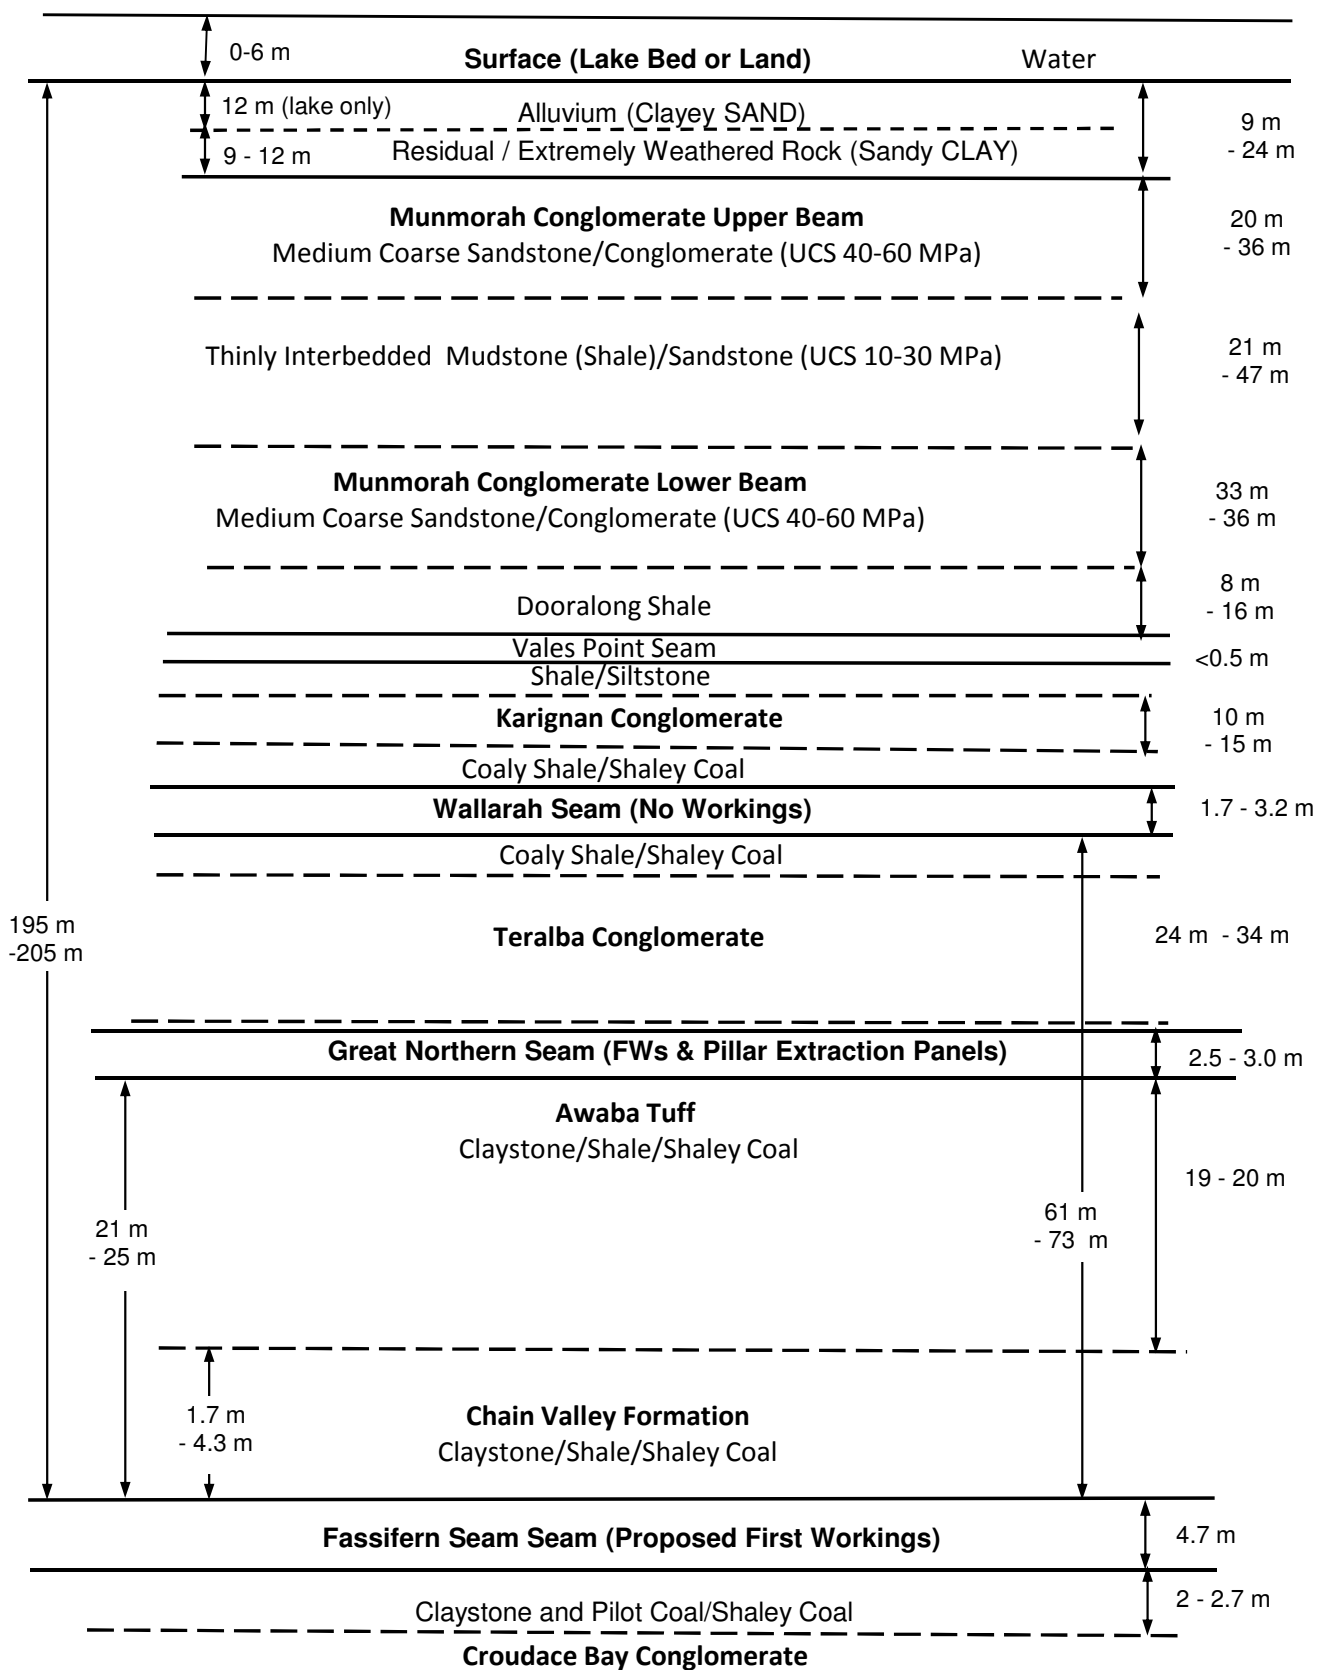 0-6 m
Surface (Lake Bed or Land)
Water
12 m (lake only)
Alluvium (Clayey SAND)
9 m
- 24 m
9 - 12 m
Residual / Extremely Weathered Rock (Sandy CLAY)
Munmorah Conglomerate Upper Beam
Medium Coarse Sandstone/Conglomerate (UCS 40-60 MPa)
20 m
- 36 m
Thinly Interbedded Mudstone (Shale)/Sandstone (UCS 10-30 MPa)
21 m
- 47 m
Munmorah Conglomerate Lower Beam
Medium Coarse Sandstone/Conglomerate (UCS 40-60 MPa)
33 m
- 36 m
Dooralong Shale
8 m
- 16 m
Vales Point Seam
<0.5 m
Shale/Siltstone
Karignan Conglomerate
10 m
- 15 m
Coaly Shale/Shaley Coal
Wallarah Seam (No Workings)
1.7 - 3.2 m
Coaly Shale/Shaley Coal
195 m
-205 m
Teralba Conglomerate
24 m - 34 m
Great Northern Seam (FWs & Pillar Extraction Panels)
2.5 - 3.0 m
Awaba Tuff
Claystone/Shale/Shaley Coal
19 - 20 m
21 m
- 25 m
61 m
- 73 m
1.7 m
- 4.3 m
Chain Valley Formation
Claystone/Shale/Shaley Coal
Fassifern Seam Seam (Proposed First Workings)
4.7 m
Claystone and Pilot Coal/Shaley Coal
2 - 2.7 m
Croudace Bay Conglomerate